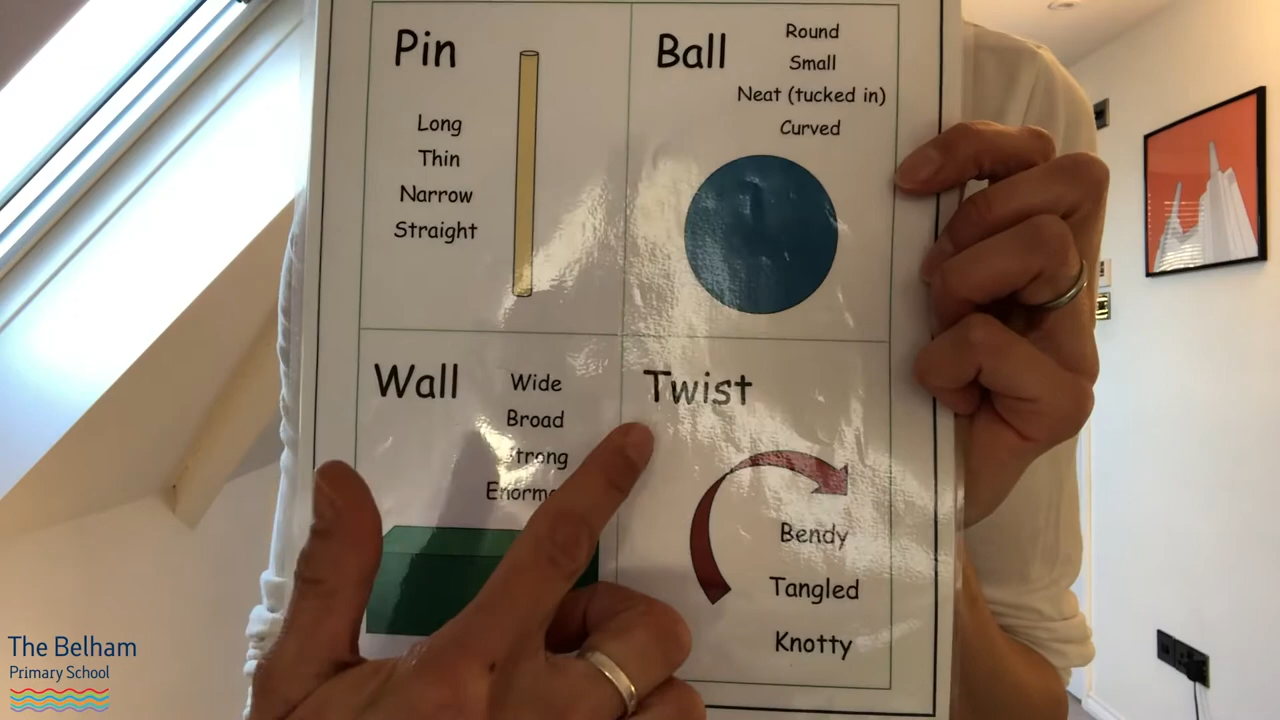 Pin
Long
Thin
Narrow
Straight
Ball
Round
Small
Neat (tucked in)
Curved
Wall
Wide
Broad
Strong
Twist
Bendy
Tangled
Knotty
The Belham
Primary School